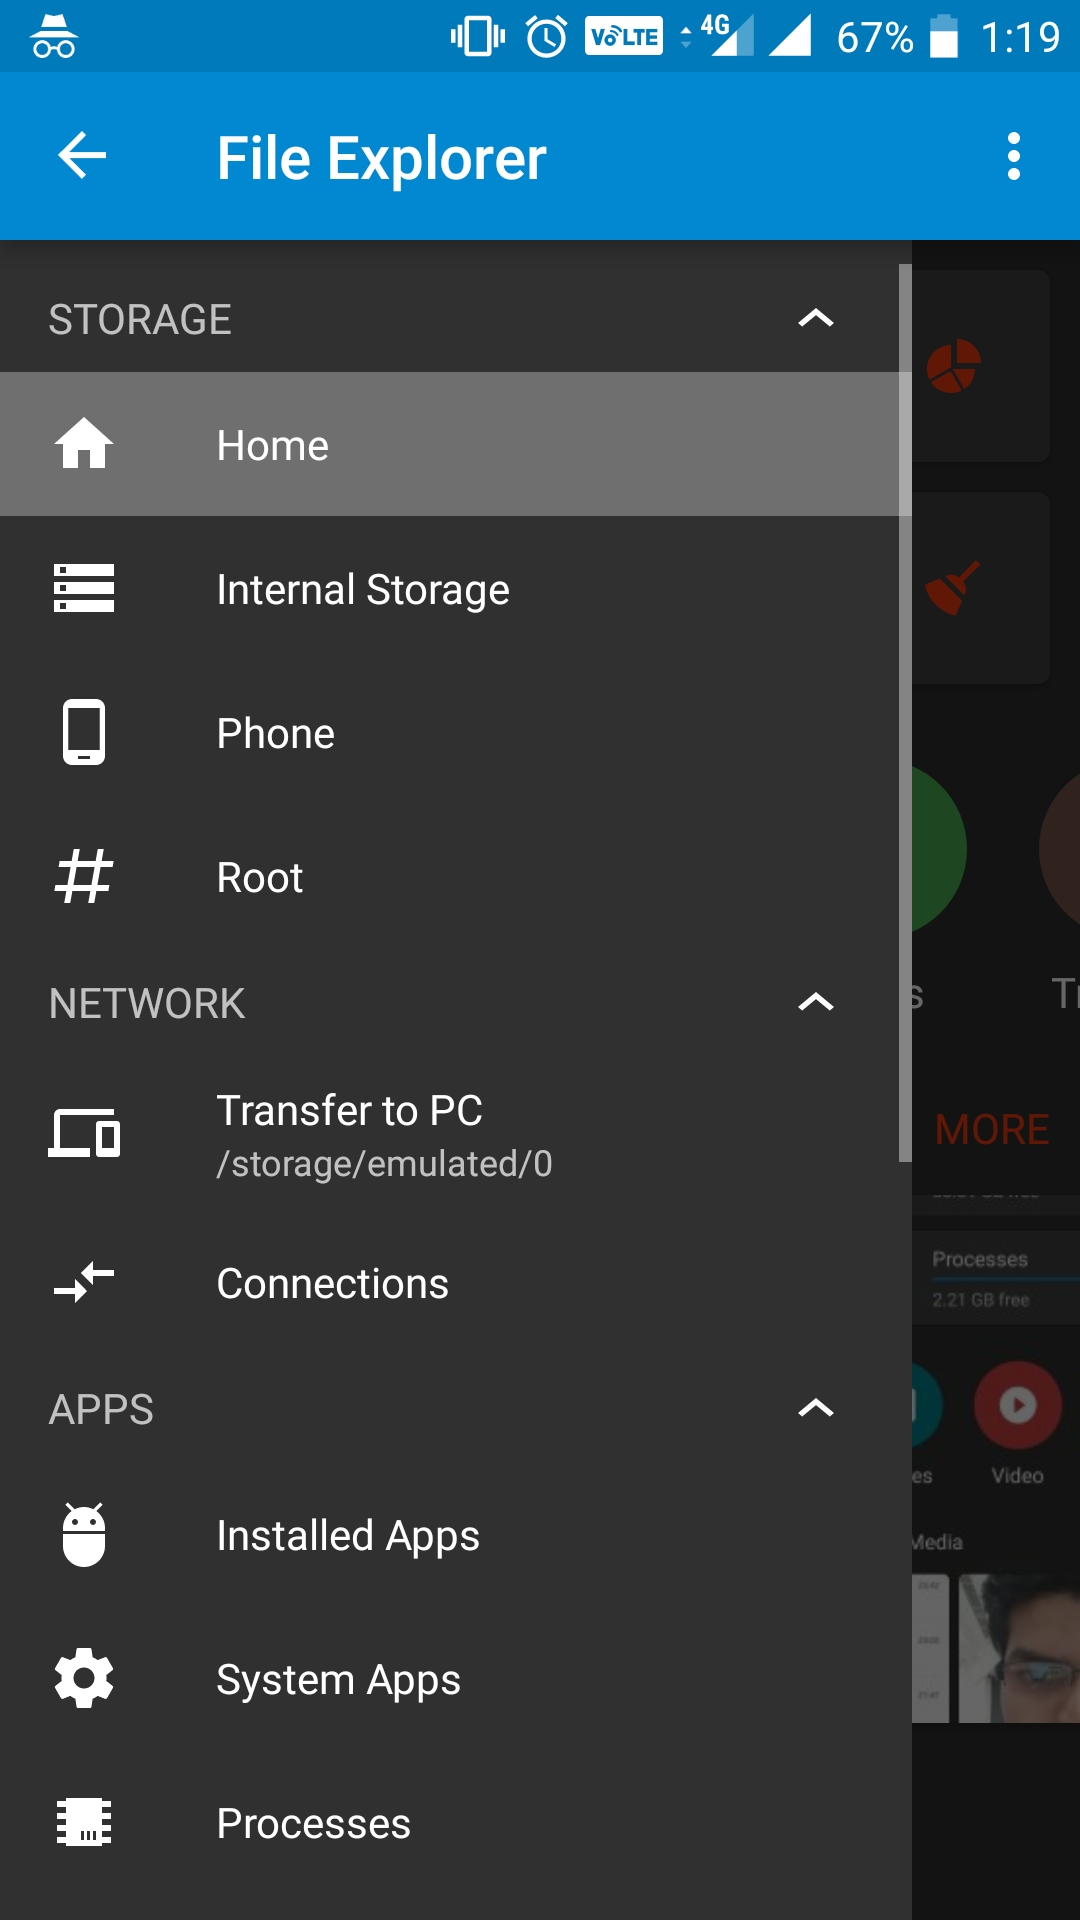 VoLTE 4G 67% 1:19
File Explorer
STORAGE
Home
Internal Storage
Phone
Root
NETWORK
Transfer to PC
/storage/emulated/0
MORE
Connections
Processes
2.21 GB free
APPS
es
Video
Installed Apps
Media
System Apps
Processes